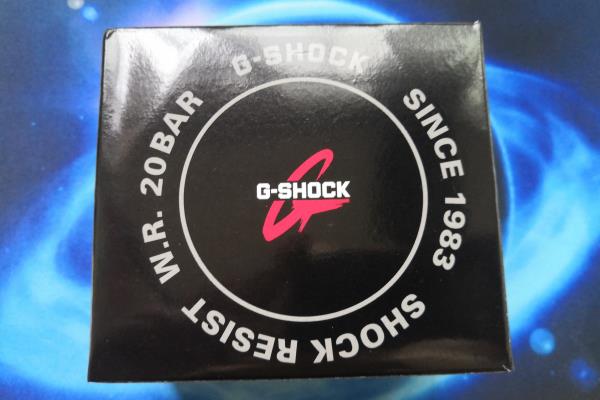 G-SHOCK
SINCE 1983
SHOCK RESIST
W.R. 20BAR
G-SHOCK